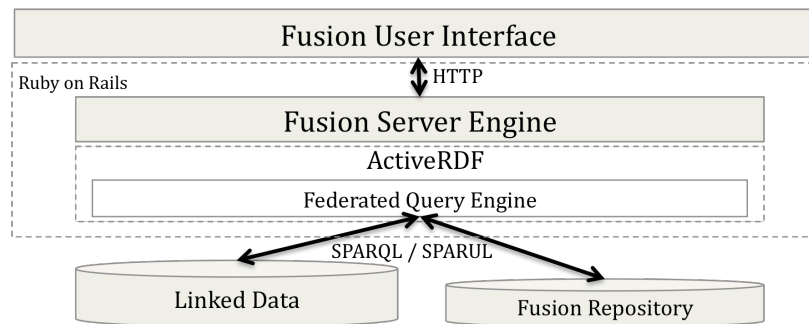 Fusion User Interface
HTTP
Ruby on Rails
Fusion Server Engine
ActiveRDF
Federated Query Engine
SPARQL / SPARUL
Linked Data
Fusion Repository